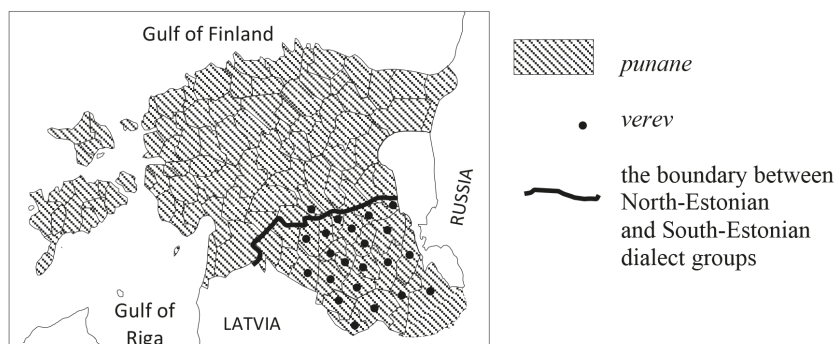 Gulf of Finland
RUSSIA
Gulf of
Riga
LATVIA
punane
verev
the boundary between
North-Estonian
and South-Estonian
dialect groups